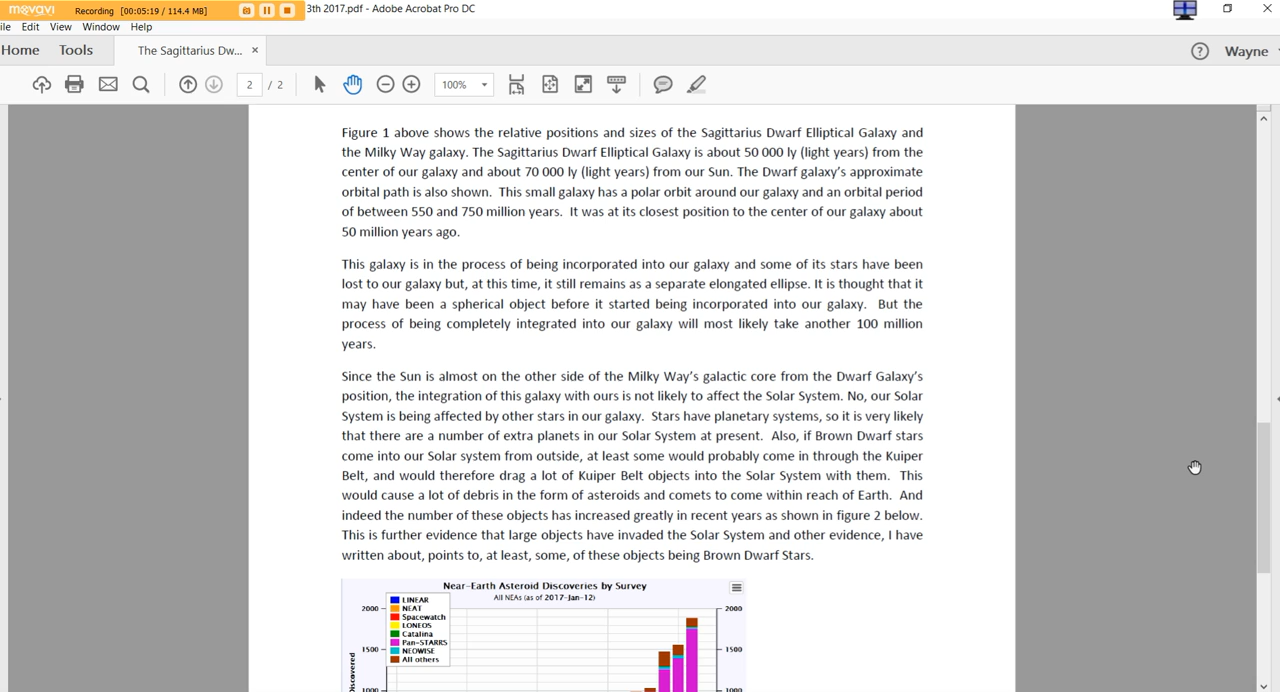 movavi Recording [00:05:19 / 114.4 MB] 3th 2017.pdf - Adobe Acrobat Pro DC
ile Edit View Window Help
Home Tools The Sagittarius Dw... × ? Wayne
2 / 2 100%
Figure 1 above shows the relative positions and sizes of the Sagittarius Dwarf Elliptical Galaxy and
the Milky Way galaxy. The Sagittarius Dwarf Elliptical Galaxy is about 50 000 ly (light years) from the
center of our galaxy and about 70 000 ly (light years) from our Sun. The Dwarf galaxy's approximate
orbital path is also shown. This small galaxy has a polar orbit around our galaxy and an orbital period
of between 550 and 750 million years. It was at its closest position to the center of our galaxy about
50 million years ago.
This galaxy is in the process of being incorporated into our galaxy and some of its stars have been
lost to our galaxy but, at this time, it still remains as a separate elongated ellipse. It is thought that it
may have been a spherical object before it started being incorporated into our galaxy. But the
process of being completely integrated into our galaxy will most likely take another 100 million
years.
Since the Sun is almost on the other side of the Milky Way's galactic core from the Dwarf Galaxy's
position, the integration of this galaxy with ours is not likely to affect the Solar System. No, our Solar
System is being affected by other stars in our galaxy. Stars have planetary systems, so it is very likely
that there are a number of extra planets in our Solar System at present. Also, if Brown Dwarf stars
come into our Solar system from outside, at least some would probably come in through the Kuiper
Belt, and would therefore drag a lot of Kuiper Belt objects into the Solar System with them. This
would cause a lot of debris in the form of asteroids and comets to come within reach of Earth. And
indeed the number of these objects has increased greatly in recent years as shown in figure 2 below.
This is further evidence that large objects have invaded the Solar System and other evidence, I have
written about, points to, at least, some, of these objects being Brown Dwarf Stars.
Near-Earth Asteroid Discoveries by Survey
All NEAs (as of 2017-Jan-12)
2000 LINEAR 2000
NEAT
Spacewatch
LONEOS
Catalina
Pan-STARRS
1500 NEOWISE 1500
All others
Discovered
1000 1000